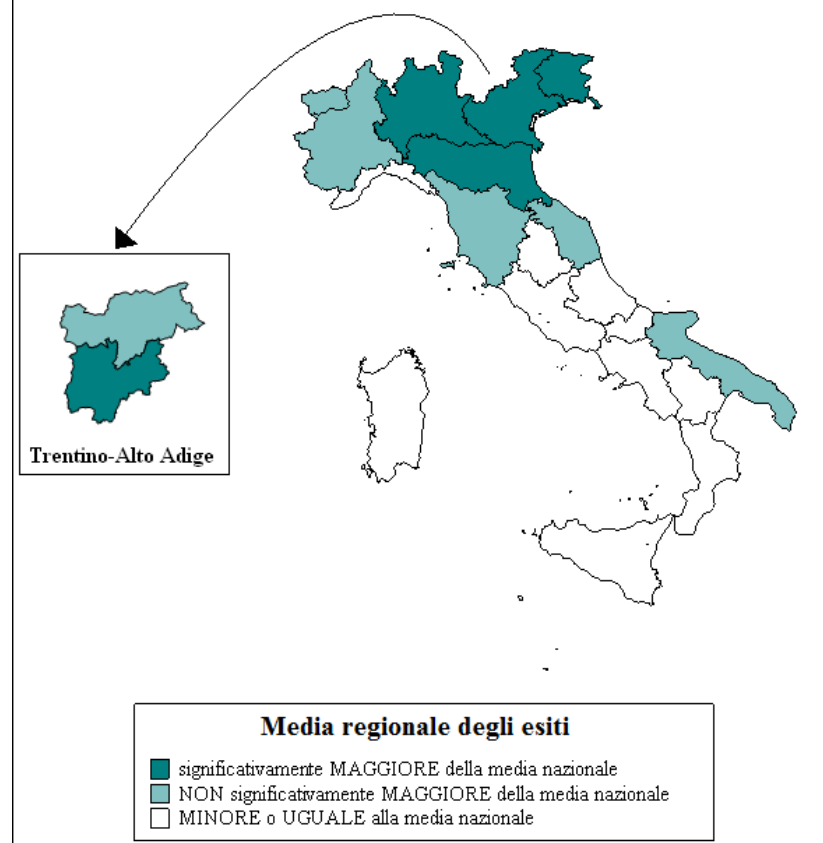 Trentino-Alto Adige
Media regionale degli esiti
significativamente MAGGIORE della media nazionale
NON significativamente MAGGIORE della media nazionale
MINORE o UGUALE alla media nazionale